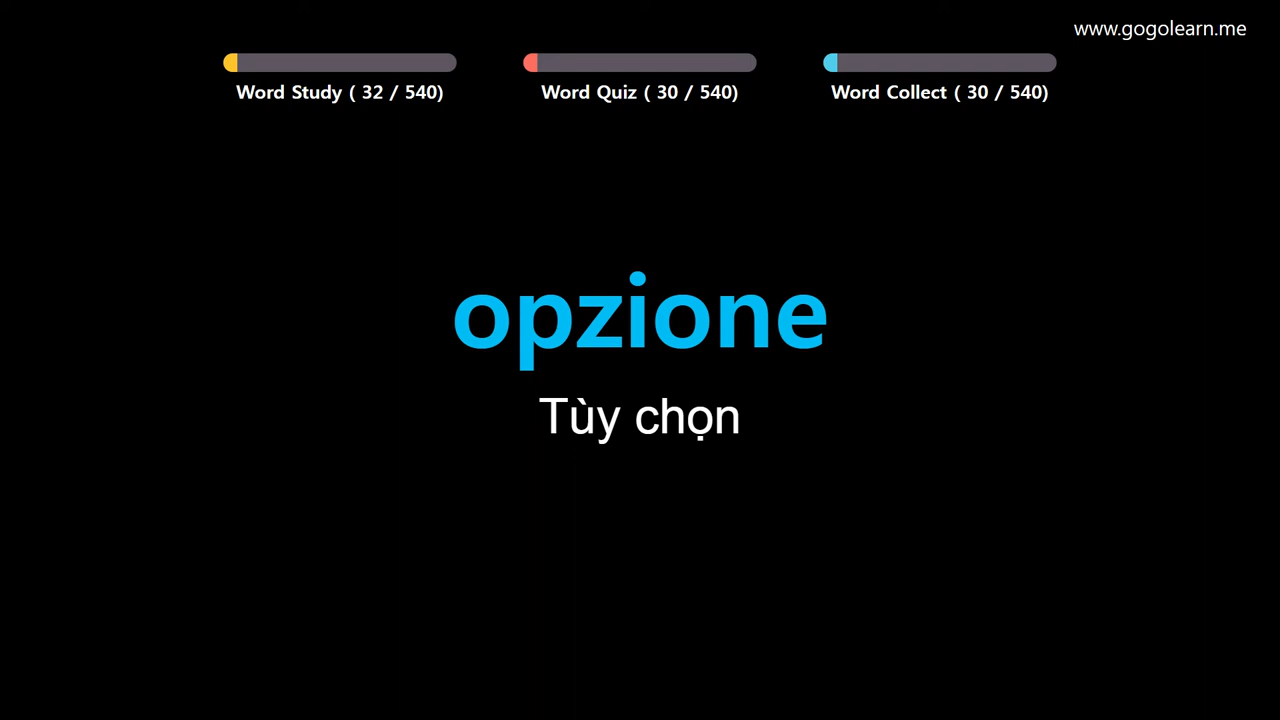 www.gogolearn.me
Word Study ( 32 / 540)
Word Quiz ( 30 / 540)
Word Collect ( 30 / 540)
opzione
Tùy chọn